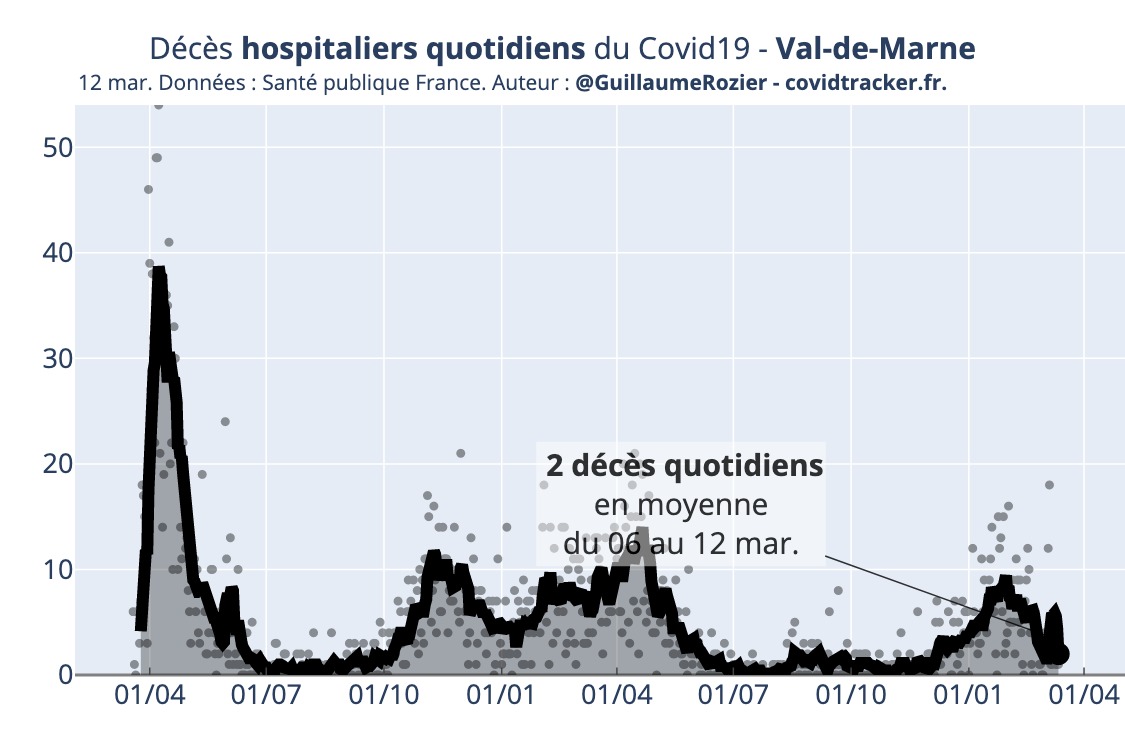 Décès hospitaliers quotidiens du Covid19 - Val-de-Marne
12 mar. Données : Santé publique France. Auteur : @GuillaumeRozier - covidtracker.fr.
50
40
30
20
10
0
2 décès quotidiens
en moyenne
du 06 au 12 mar.
01/04 01/07 01/10 01/01 01/04 01/07 01/10 01/01 01/04